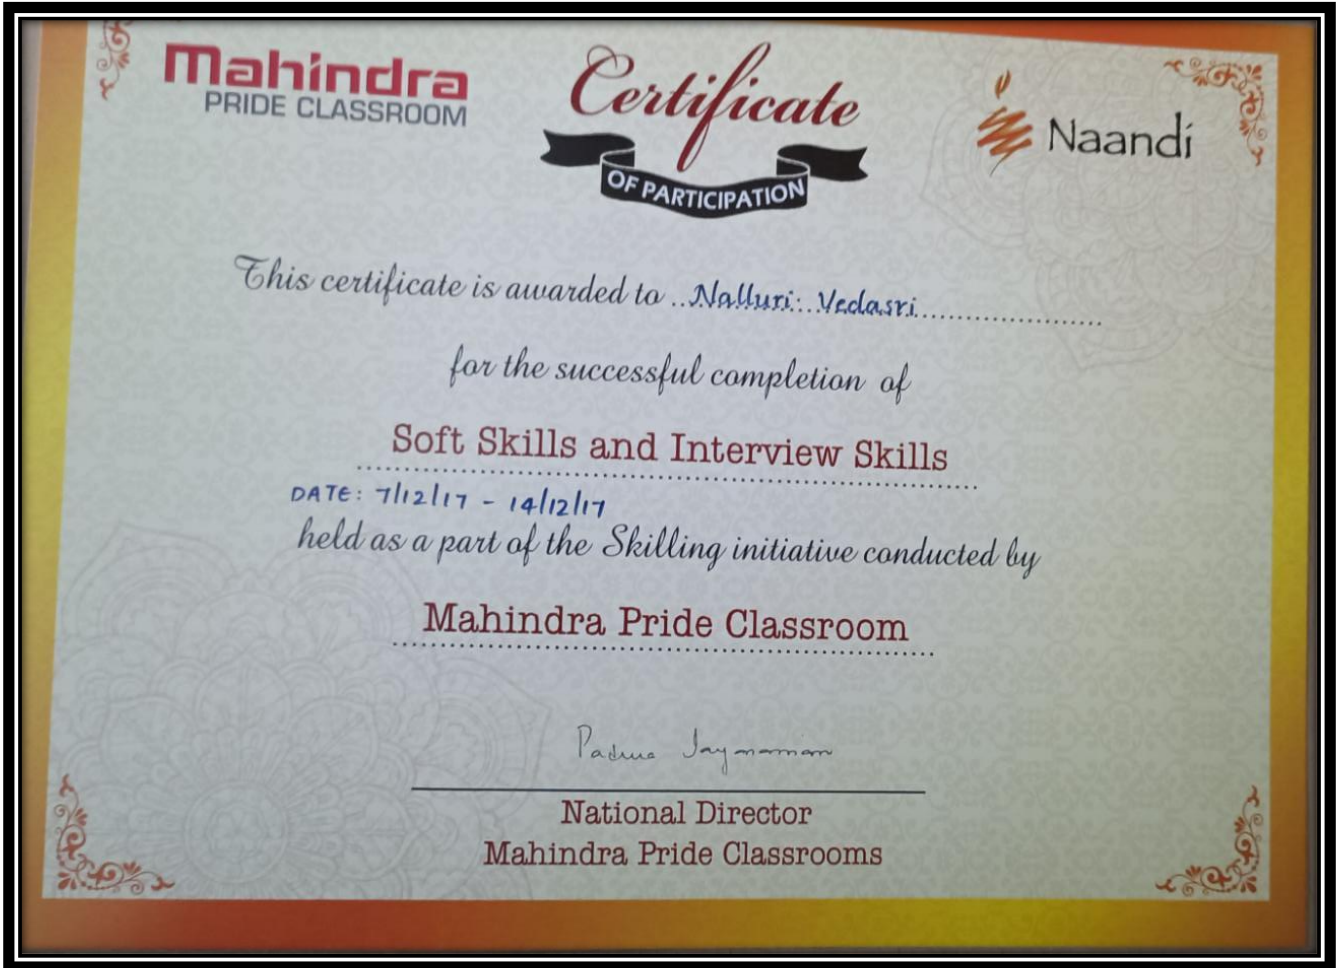 Mahindra
PRIDE CLASSROOM
Certificate
OF PARTICIPATION
Naandi
This certificate is awarded to ..Nalluri. Vedasri..............................
for the successful completion of
Soft Skills and Interview Skills
DATE: 7/12/17 - 14/12/17
held as a part of the Skilling initiative conducted by
Mahindra Pride Classroom
Padma Jaynaman
National Director
Mahindra Pride Classrooms